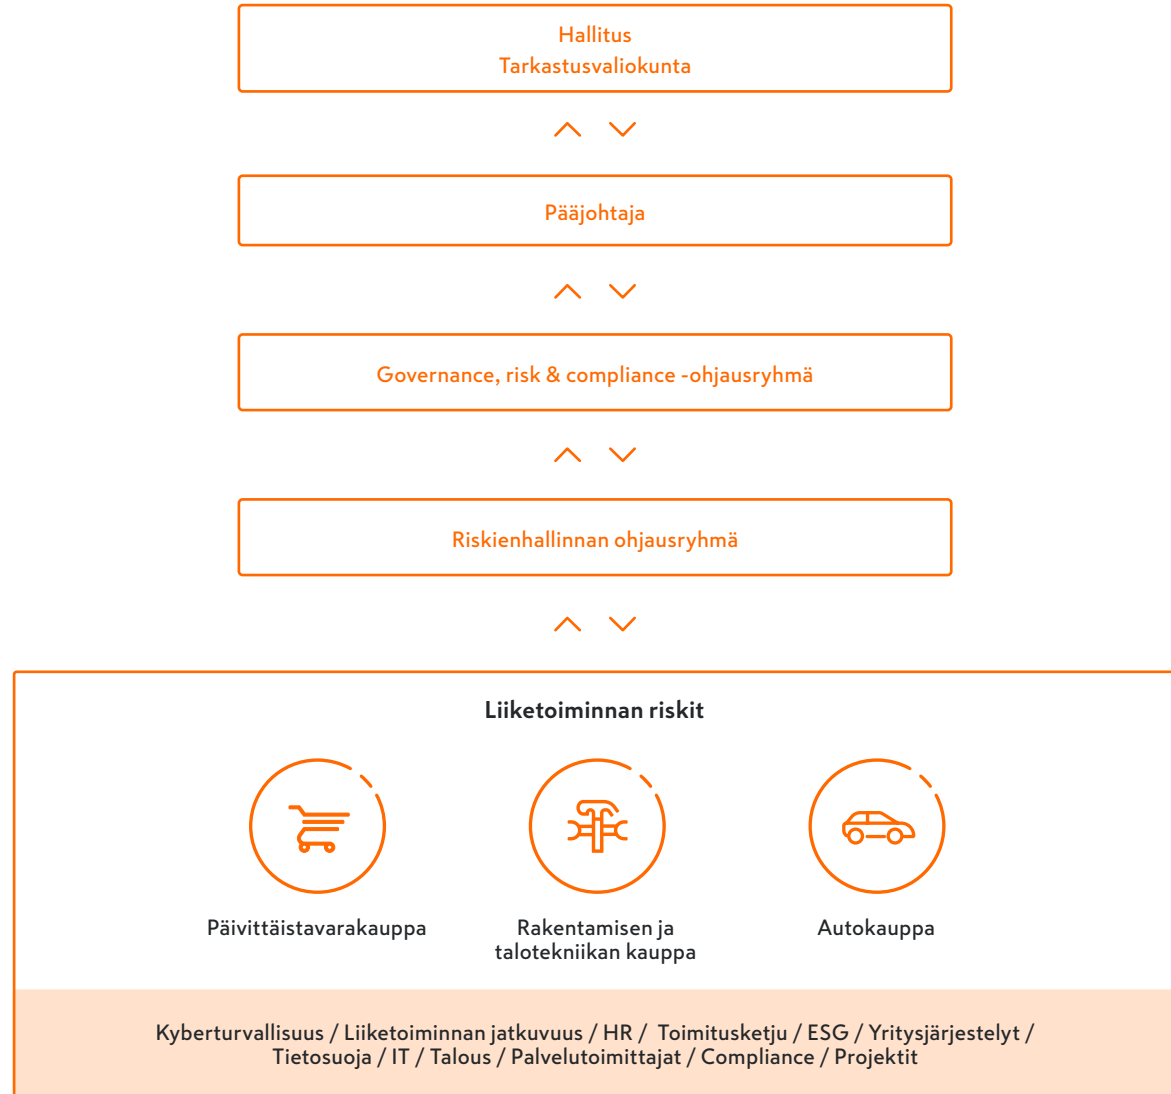 Hallitus
Tarkastusvaliokunta
Pääjohtaja
Governance, risk & compliance -ohjausryhmä
Riskienhallinnan ohjausryhmä
Liiketoiminnan riskit
Päivittäistavarakauppa
Rakentamisen ja
talotekniikan kauppa
Autokauppa
Kyberturvallisuus / Liiketoiminnan jatkuvuus / HR / Toimitusketju / ESG / Yritysjärjestelyt /
Tietosuoja / IT / Talous / Palvelutoimittajat / Compliance / Projektit